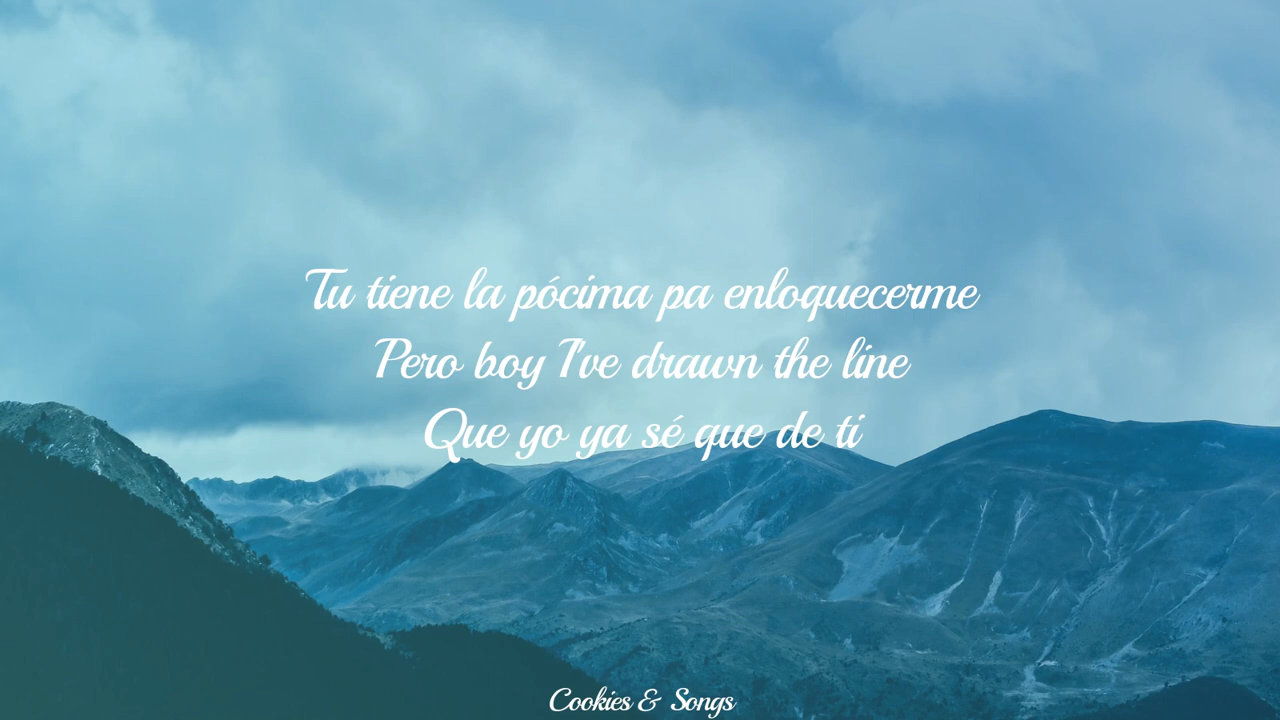 Tu tiene la pócima pa enloquecerme
Pero boy I've drawn the line
Que yo ya sé que de ti
Cookies & Songs